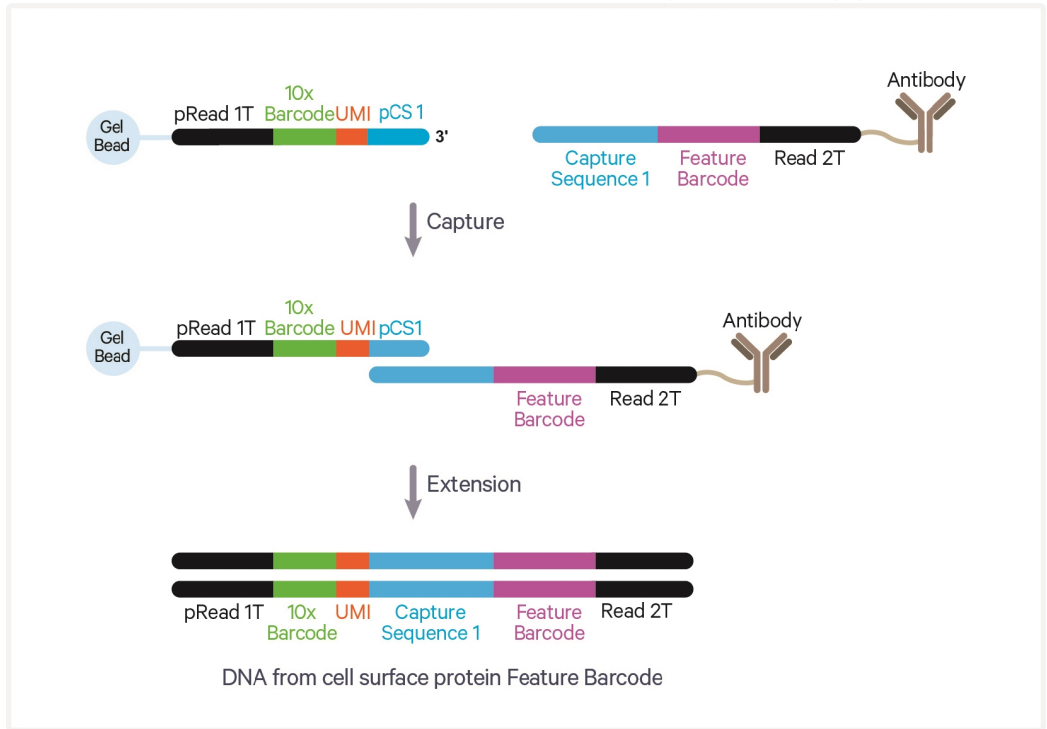 Antibody
10x
pRead 1T Barcode UMI pCS 1
Gel
Bead
3'
Capture
Sequence 1
Feature
Barcode
Read 2T
Capture
10x
pRead 1T Barcode UMI pCS1
Gel
Bead
Antibody
Feature
Barcode
Read 2T
Extension
pRead 1T
10x
Barcode
UMI
Capture
Sequence 1
Feature
Barcode
Read 2T
DNA from cell surface protein Feature Barcode